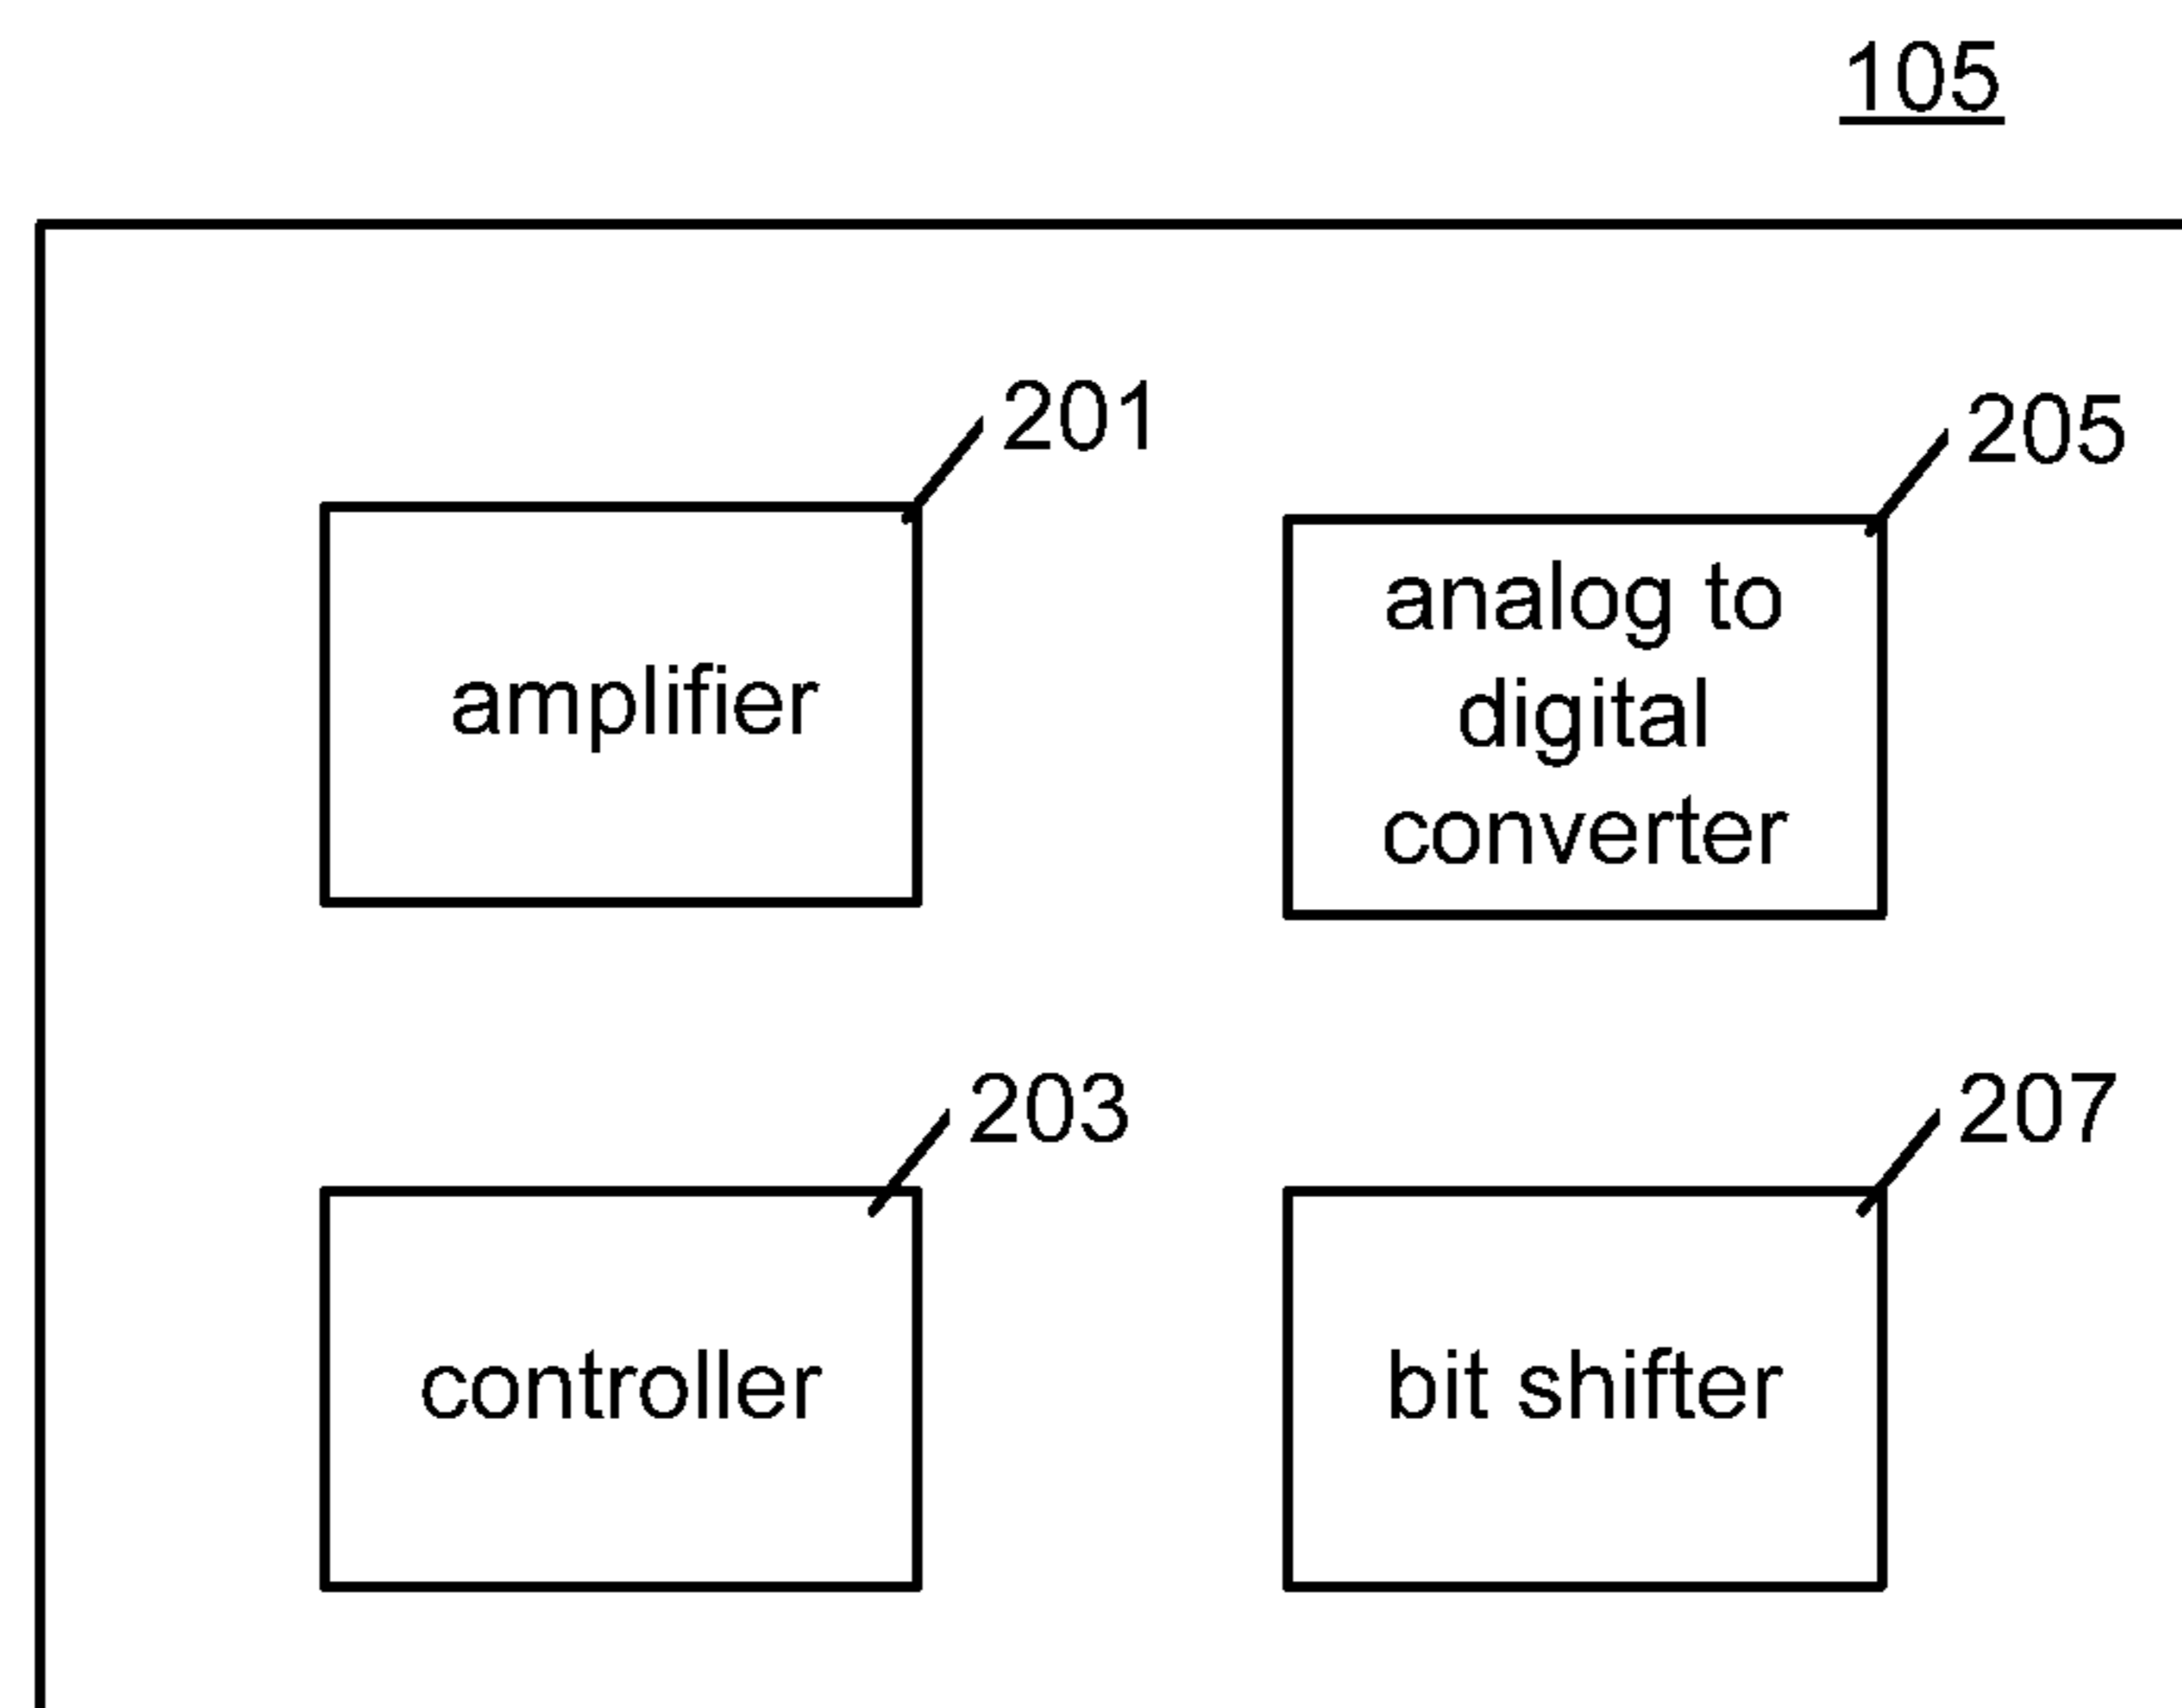 105
201
205
amplifier
analog to
digital
converter
203
207
controller
bit shifter